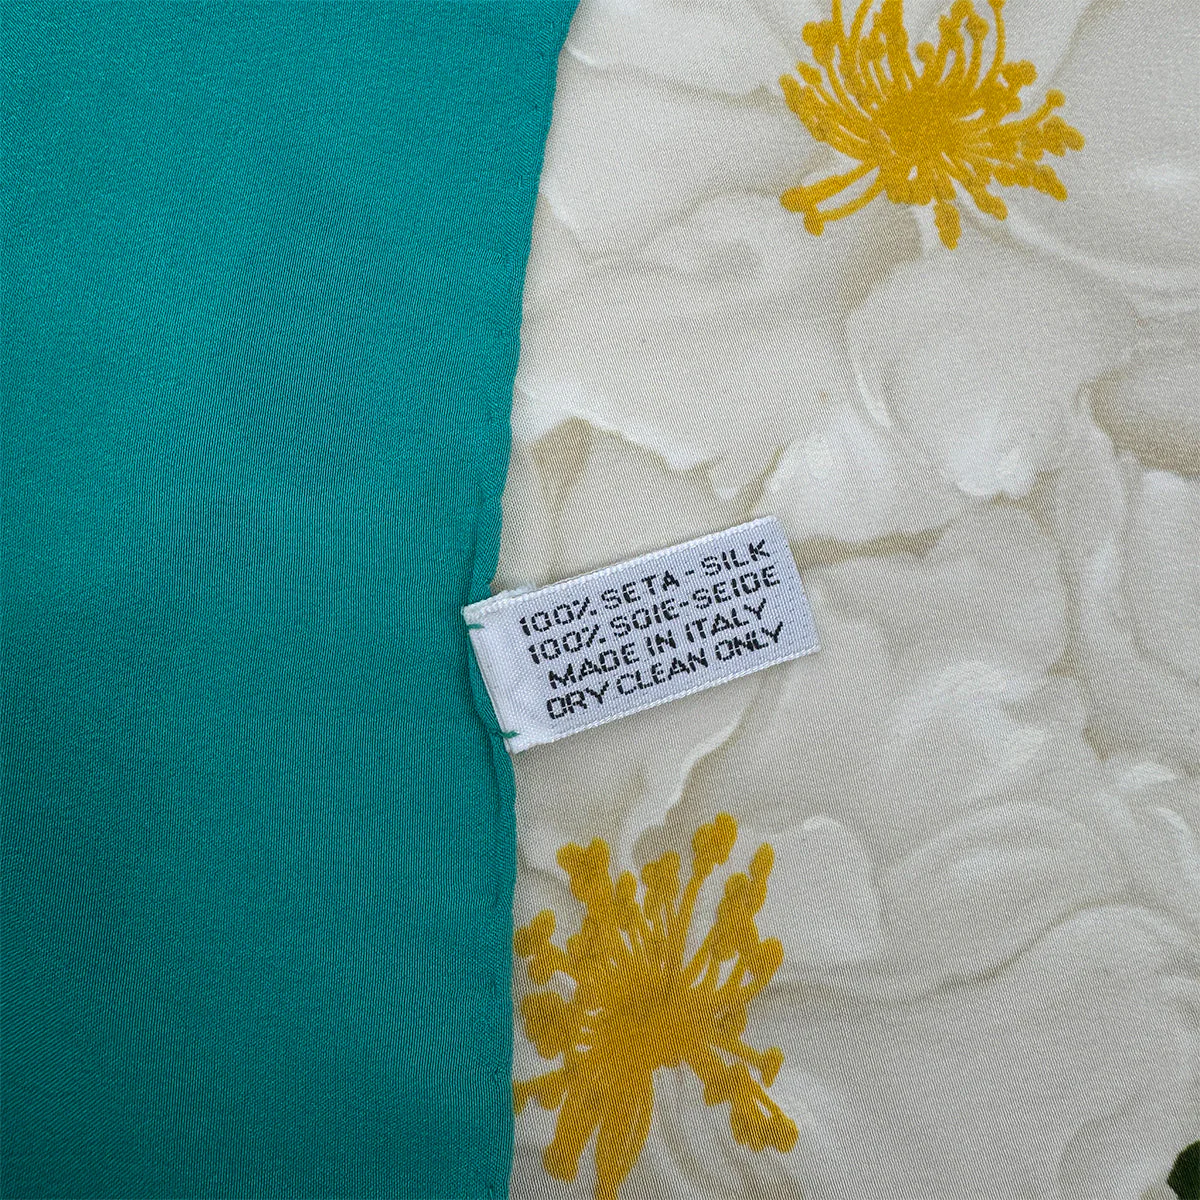 100% SETA - SILK
100% SOIE-SEIDE
MADE IN ITALY
DRY CLEAN ONLY